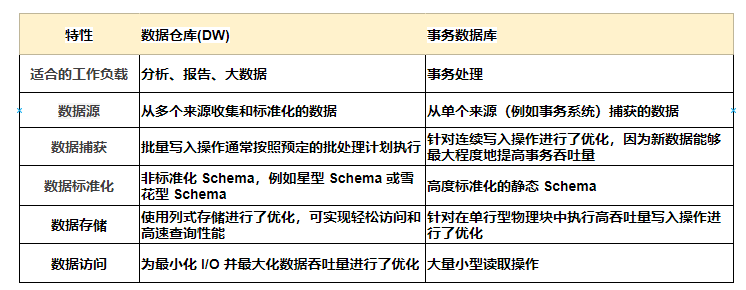 特性 数据仓库(DW) 事务数据库
适合的工作负载 分析、报告、大数据 事务处理
数据源 从多个来源收集和标准化的数据 从单个来源（例如事务系统）捕获的数据
数据捕获 批量写入操作通常按照预定的批处理计划执行 针对连续写入操作进行了优化，因为新数据能够
最大程度地提高事务吞吐量
数据标准化 非标准化 Schema，例如星型 Schema 或雪
花型 Schema 高度标准化的静态 Schema
数据存储 使用列式存储进行了优化，可实现轻松访问和
高速查询性能 针对在单行型物理块中执行高吞吐量写入操作进
行了优化
数据访问 为最小化 I/O 并最大化数据吞吐量进行了优化 大量小型读取操作